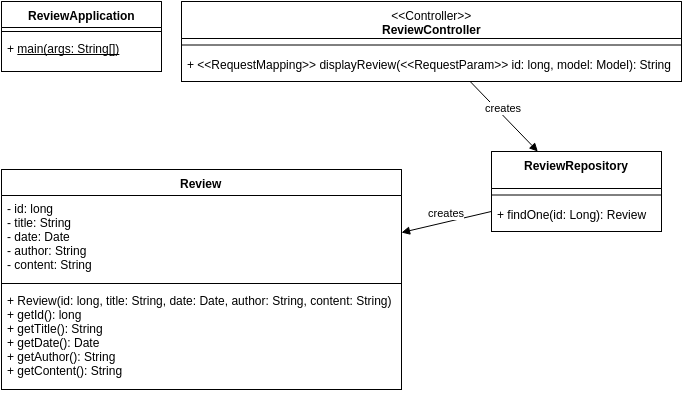 ReviewApplication
+ main(args: String[])
<<Controller>>
ReviewController
+ <<RequestMapping>> displayReview(<<RequestParam>> id: long, model: Model): String
creates
ReviewRepository
+ findOne(id: Long): Review
creates
Review
- id: long
- title: String
- date: Date
- author: String
- content: String
+ Review(id: long, title: String, date: Date, author: String, content: String)
+ getId(): long
+ getTitle(): String
+ getDate(): Date
+ getAuthor(): String
+ getContent(): String